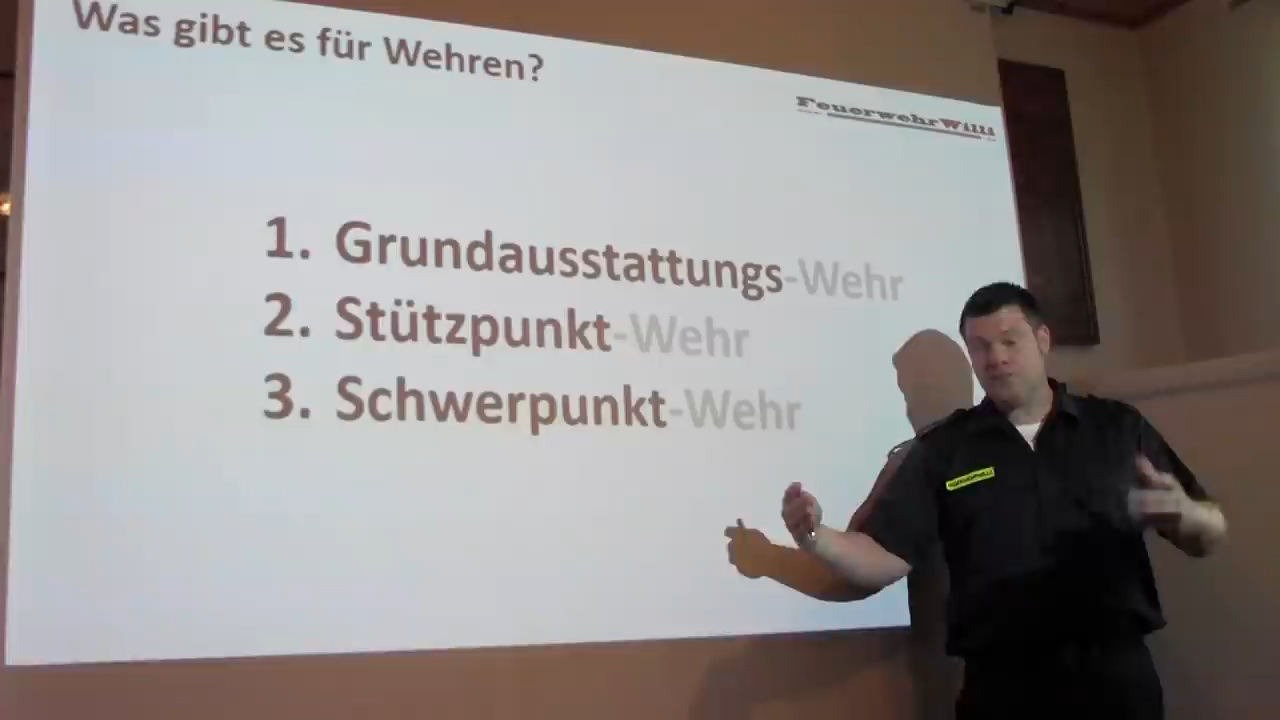 Was gibt es für Wehren?
FeuerwehrWilli
1. Grundausstattungs-Wehr
2. Stützpunkt-Wehr
3. Schwerpunkt-Wehr